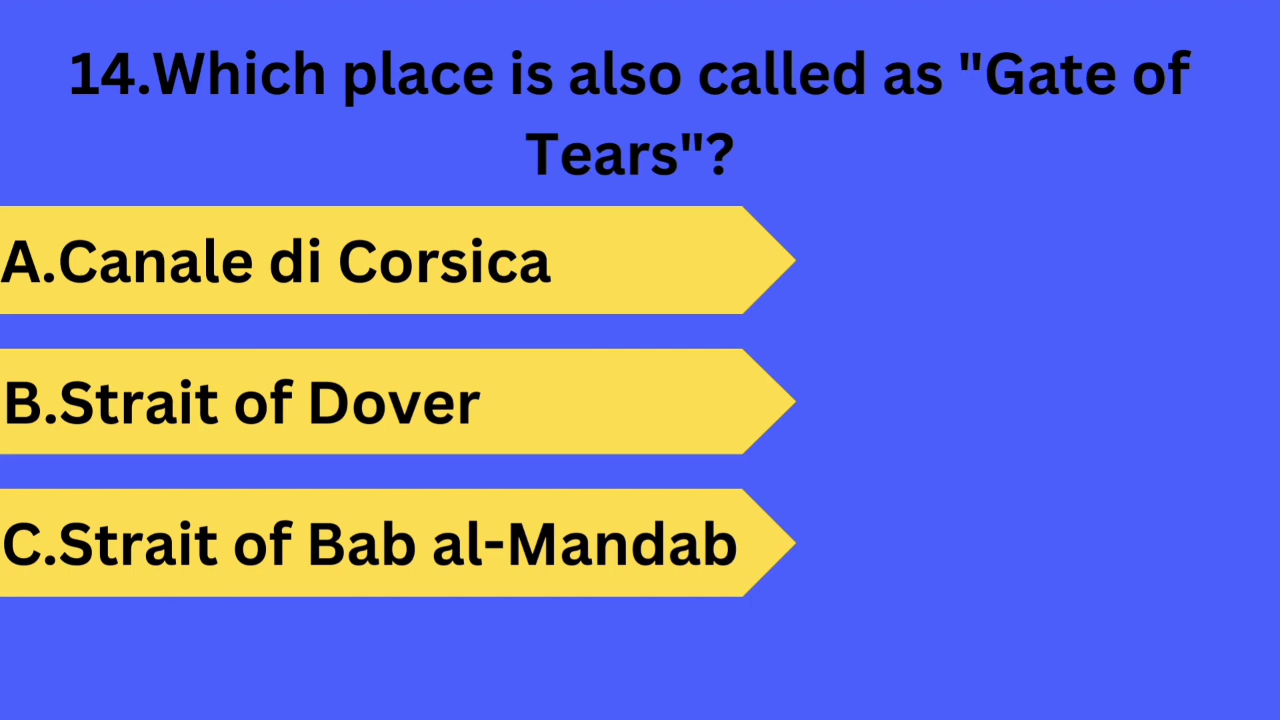 14.Which place is also called as "Gate of
Tears"?
A.Canale di Corsica
B.Strait of Dover
C.Strait of Bab al-Mandab